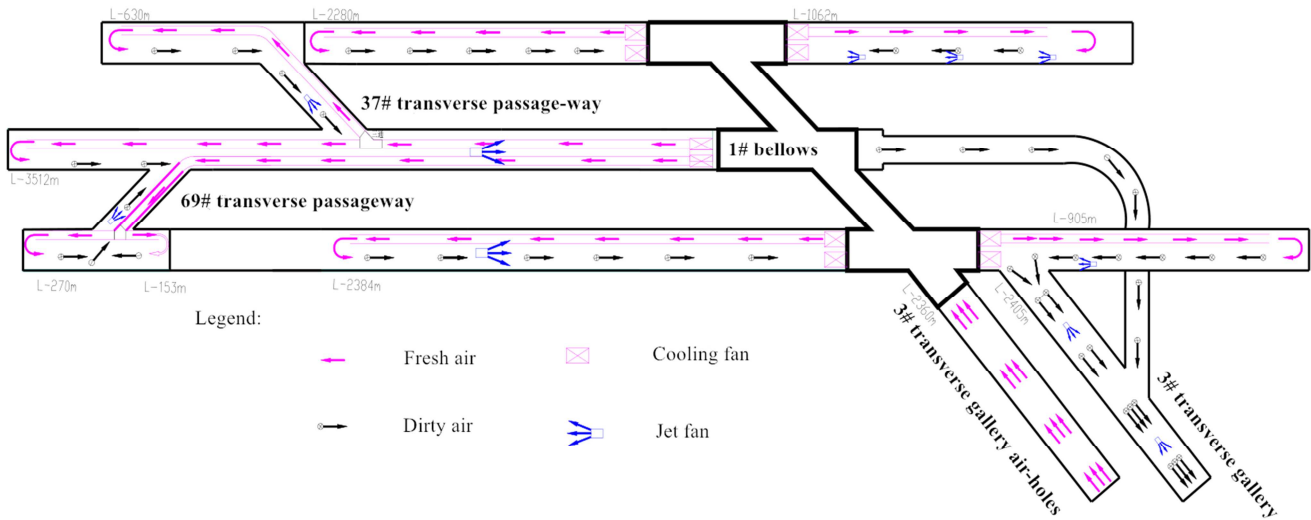 L-630m
L-2280m
L-1062m
37# transverse passage-way
1# bellows
L-3512m
69# transverse passageway
L-905m
L-270m
L-153m
L-2384m
L-2360m
L-2405m
3# transverse gallery air-holes
3# transverse gallery
Legend:
Fresh air
Cooling fan
Dirty air
Jet fan